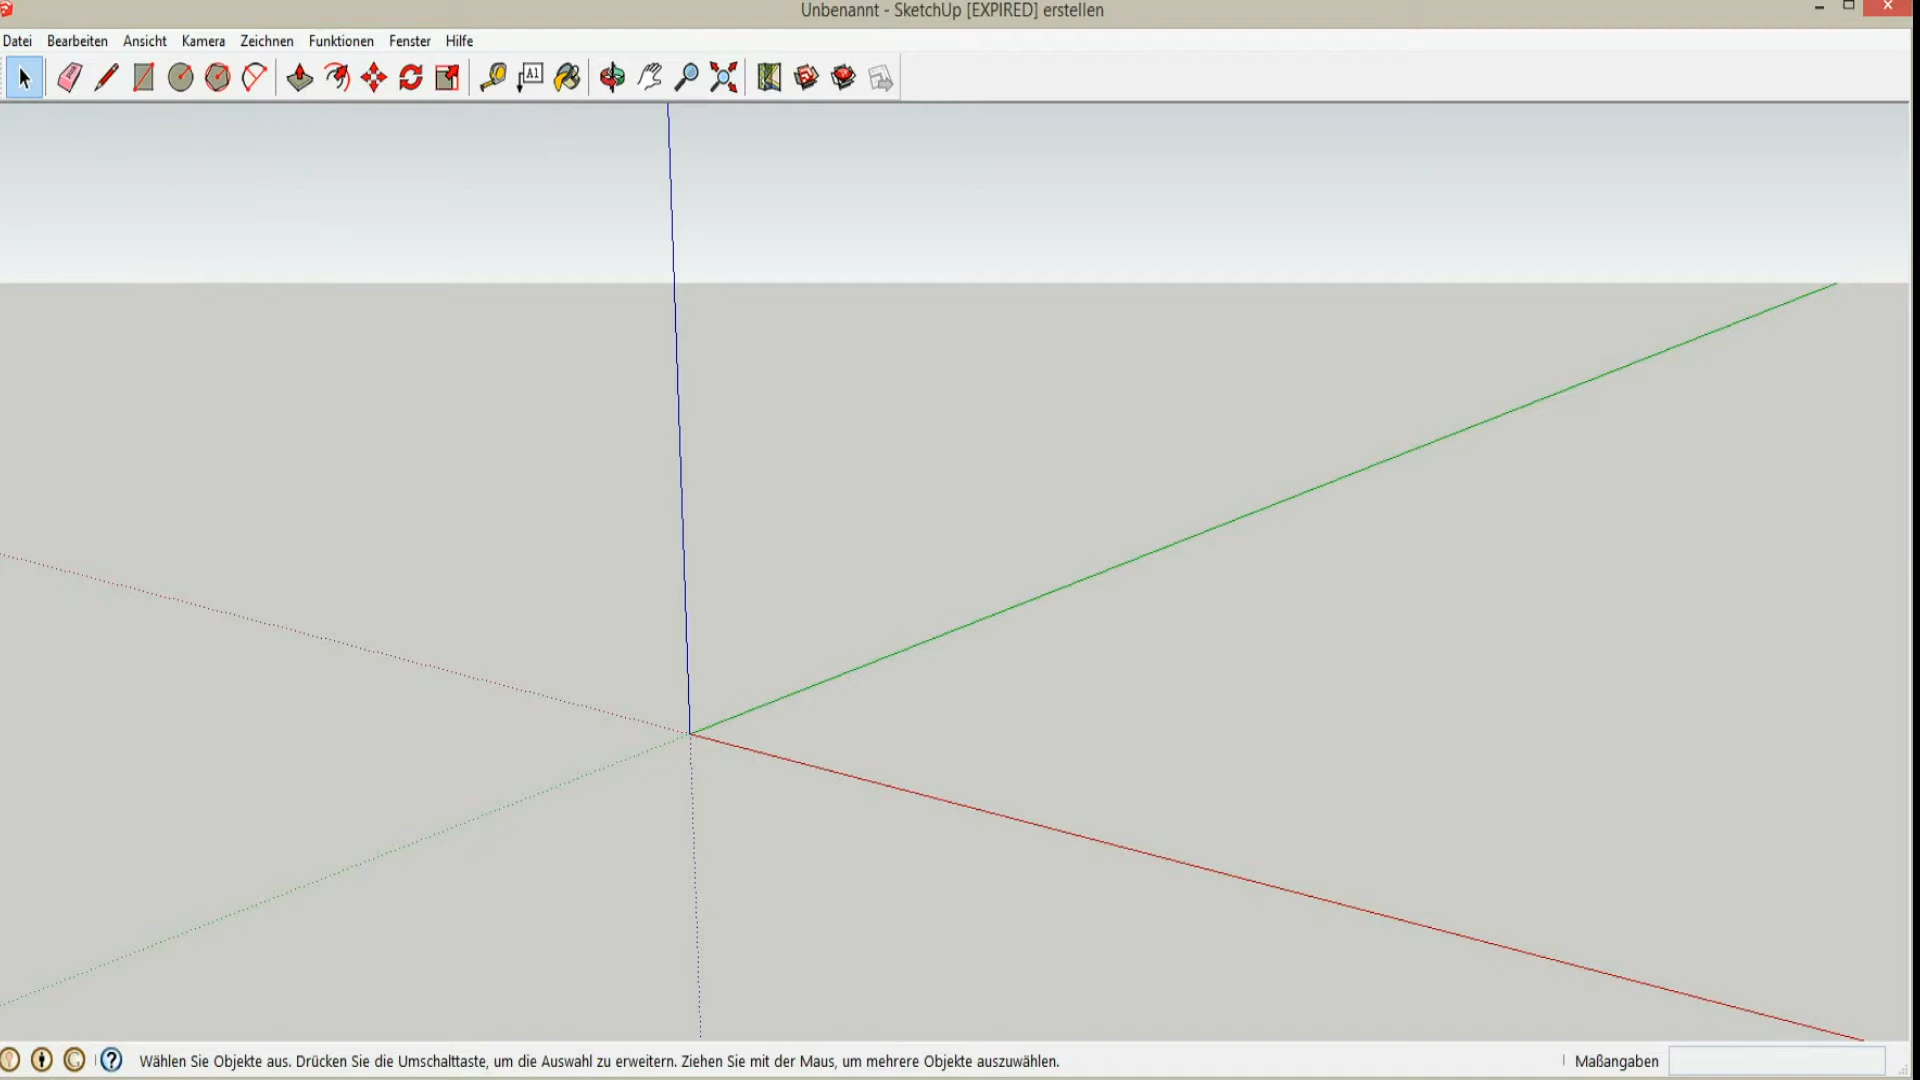 Unbenannt - SketchUp [EXPIRED] erstellen
Datei Bearbeiten Ansicht Kamera Zeichnen Funktionen Fenster Hilfe
A1
Wählen Sie Objekte aus. Drücken Sie die Umschalttaste, um die Auswahl zu erweitern. Ziehen Sie mit der Maus, um mehrere Objekte auszuwählen.
Maßangaben